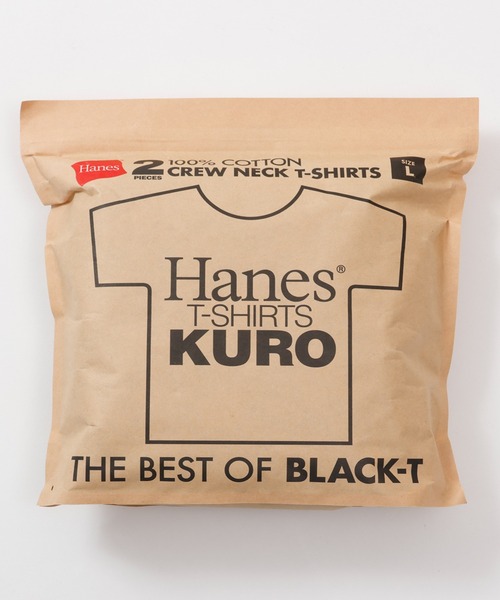 Hanes
2 PIECES
100% COTTON
CREW NECK T-SHIRTS
SIZE
L
Hanes®
T-SHIRTS
KURO
THE BEST OF BLACK-T